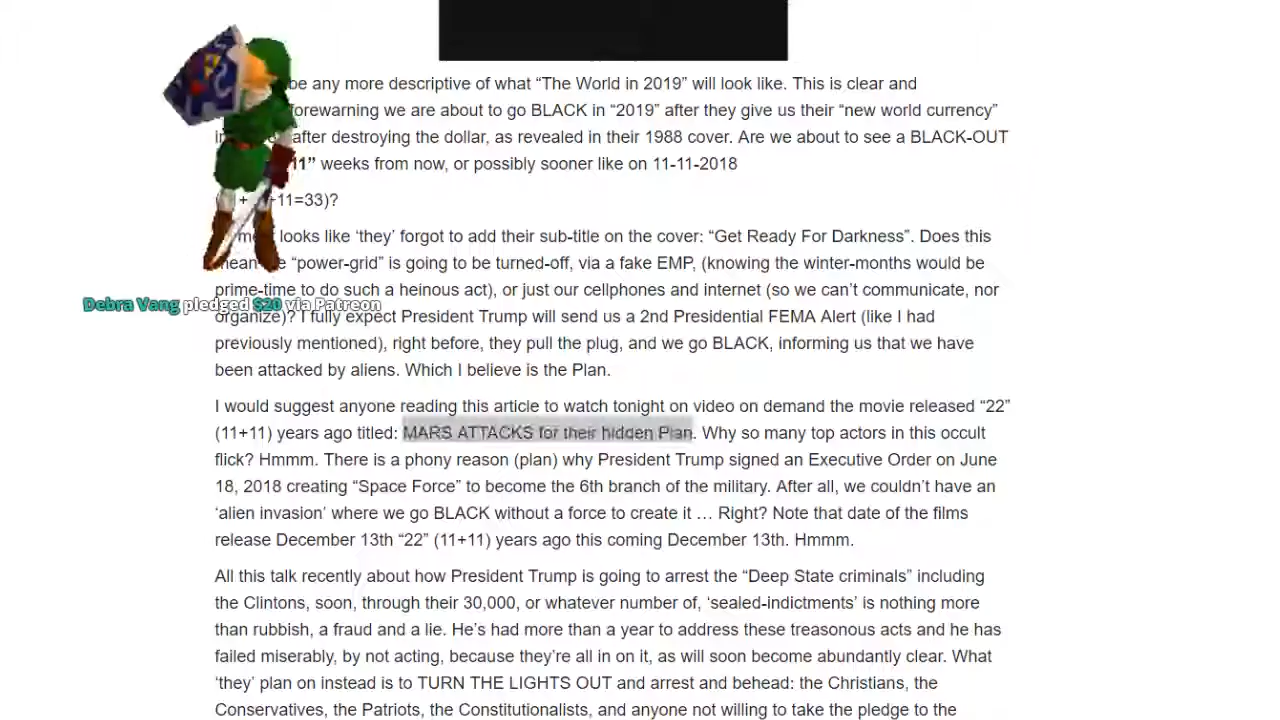 be any more descriptive of what “The World in 2019” will look like. This is clear and
forewarning we are about to go BLACK in “2019” after they give us their “new world currency”
after destroying the dollar, as revealed in their 1988 cover. Are we about to see a BLACK-OUT
11” weeks from now, or possibly sooner like on 11-11-2018
+11=33)?
looks like ‘they’ forgot to add their sub-title on the cover: “Get Ready For Darkness”. Does this
“power-grid” is going to be turned-off, via a fake EMP, (knowing the winter-months would be
prime-time to do such a heinous act), or just our cellphones and internet (so we can’t communicate, nor
Debra Vang pledged $20 via Patreon
organize)? I fully expect President Trump will send us a 2nd Presidential FEMA Alert (like I had
previously mentioned), right before, they pull the plug, and we go BLACK, informing us that we have
been attacked by aliens. Which I believe is the Plan.
I would suggest anyone reading this article to watch tonight on video on demand the movie released “22”
(11+11) years ago titled: MARS ATTACKS for their hidden Plan. Why so many top actors in this occult
flick? Hmmm. There is a phony reason (plan) why President Trump signed an Executive Order on June
18, 2018 creating “Space Force” to become the 6th branch of the military. After all, we couldn’t have an
‘alien invasion’ where we go BLACK without a force to create it … Right? Note that date of the films
release December 13th “22” (11+11) years ago this coming December 13th. Hmmm.
All this talk recently about how President Trump is going to arrest the “Deep State criminals” including
the Clintons, soon, through their 30,000, or whatever number of, ‘sealed-indictments’ is nothing more
than rubbish, a fraud and a lie. He’s had more than a year to address these treasonous acts and he has
failed miserably, by not acting, because they’re all in on it, as will soon become abundantly clear. What
‘they’ plan on instead is to TURN THE LIGHTS OUT and arrest and behead: the Christians, the
Conservatives, the Patriots, the Constitutionalists, and anyone not willing to take the pledge to the